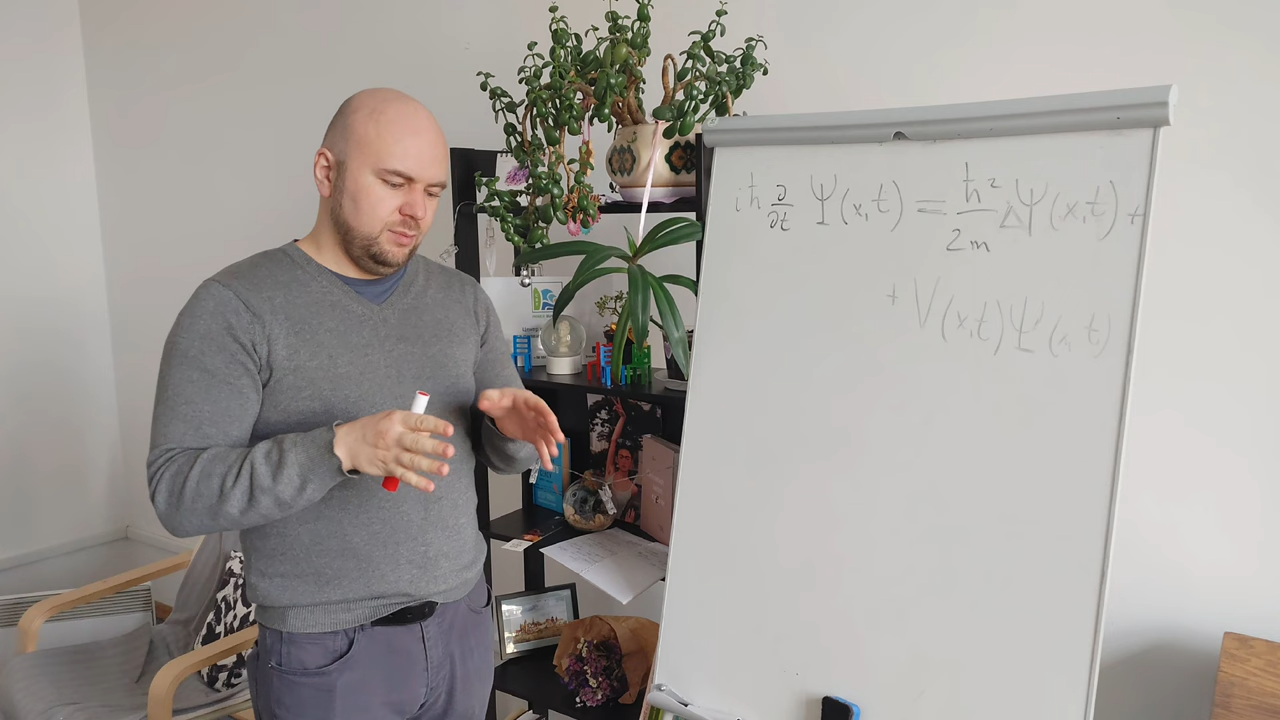 iħ ∂/∂t Ψ(x,t) = ħ²/2m ΔΨ(x,t) +
+ V(x,t)Ψ(x,t)